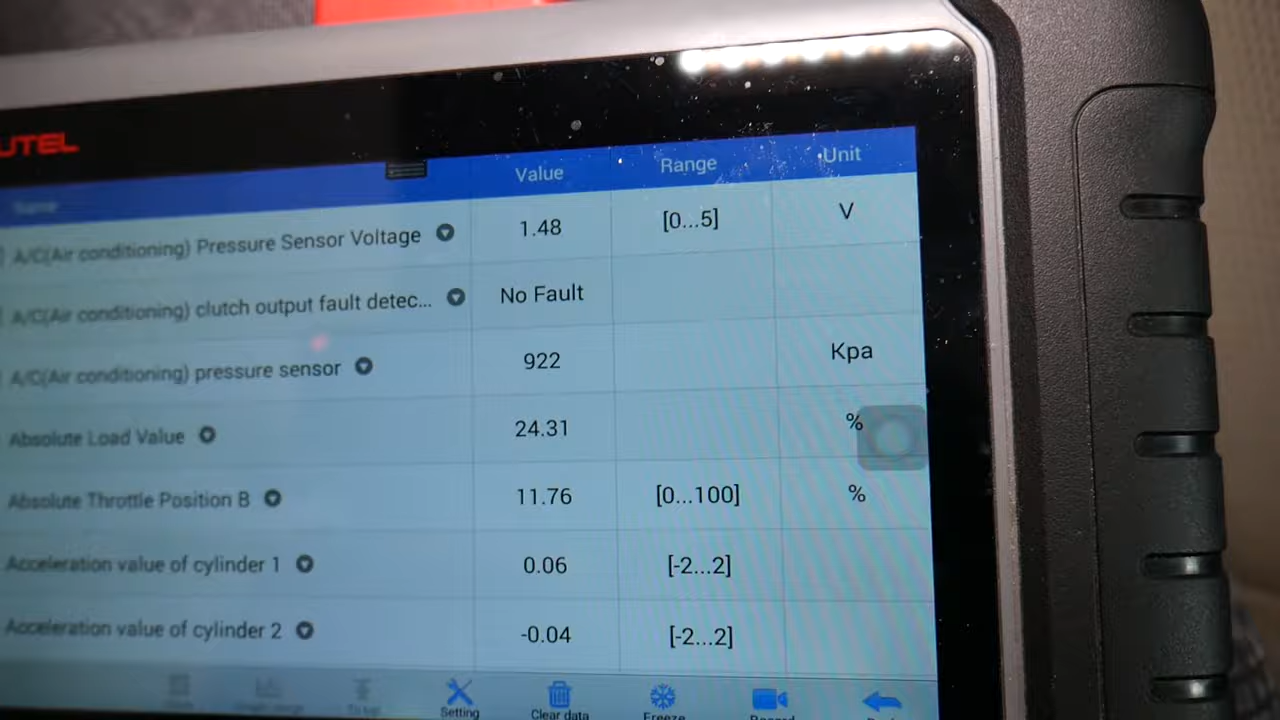 UTEL
Name Value Range Unit
A/C(Air conditioning) Pressure Sensor Voltage 1.48 [0...5] V
A/C(Air conditioning) clutch output fault detec... No Fault
A/C(Air conditioning) pressure sensor 922 Kpa
Absolute Load Value 24.31 %
Absolute Throttle Position B 11.76 [0...100] %
Acceleration value of cylinder 1 0.06 [-2...2]
Acceleration value of cylinder 2 -0.04 [-2...2]
Setting Clear data Freeze Record